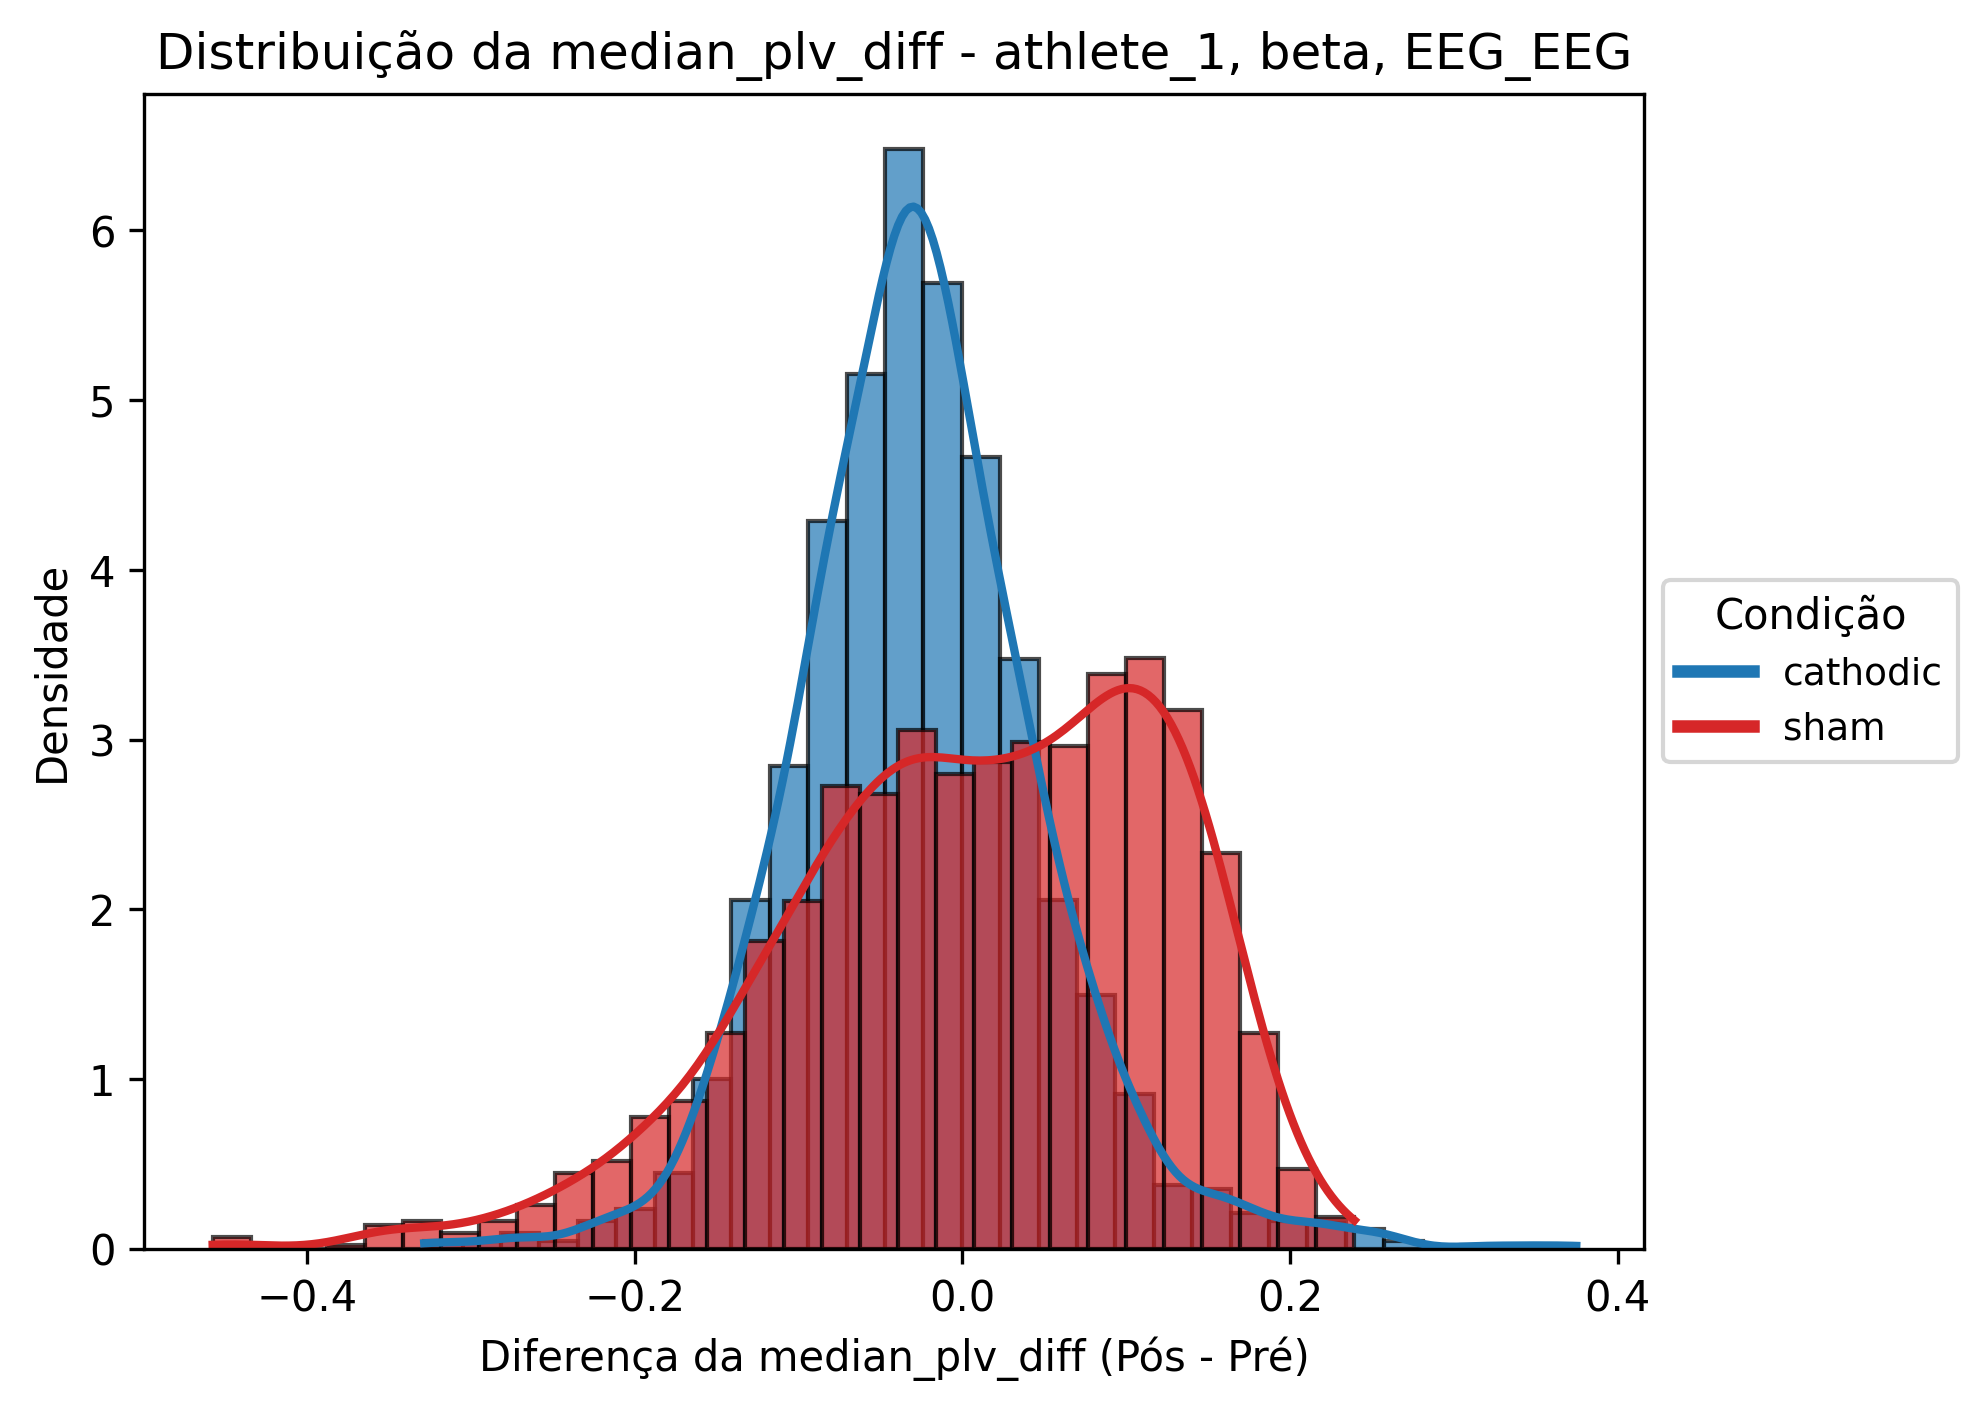 Distribuição da median_plv_diff - athlete_1, beta, EEG_EEG
Densidade
6
5
4
3
2
1
0
−0.4
−0.2
0.0
0.2
0.4
Diferença da median_plv_diff (Pós - Pré)
Condição
cathodic
sham